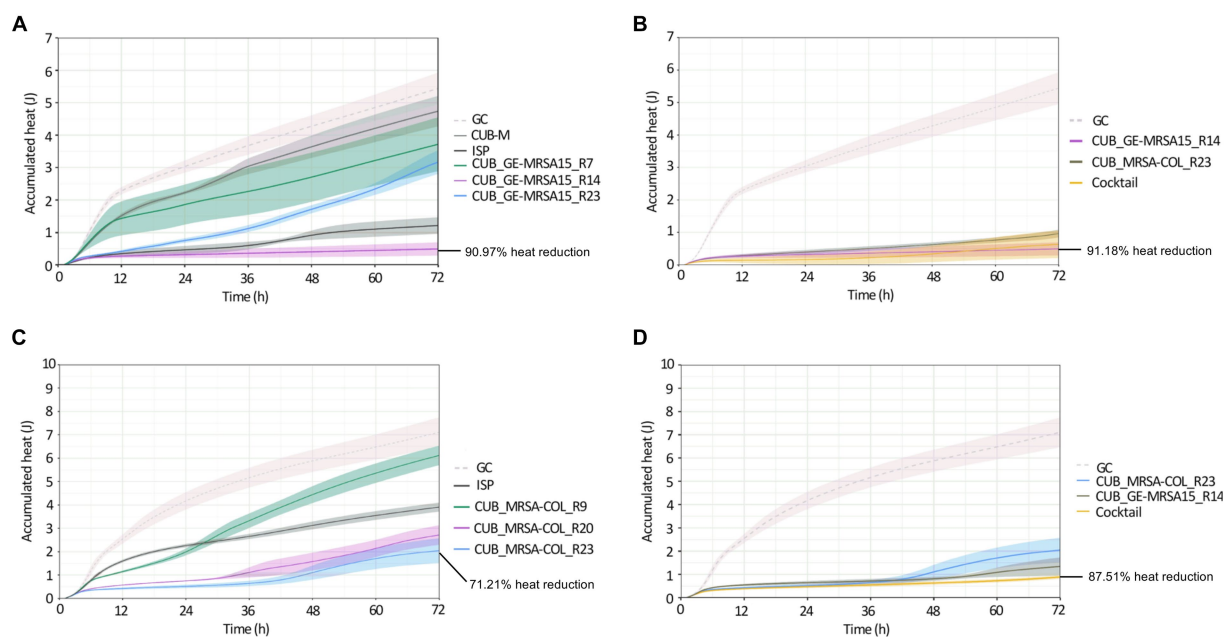 A
7
6
5
4
3
2
1
0
Accumulated heat (J)
0
12
24
36
48
60
72
Time (h)
GC
CUB-M
ISP
CUB_GE-MRSA15_R7
CUB_GE-MRSA15_R14
CUB_GE-MRSA15_R23
90.97% heat reduction
B
7
6
5
4
3
2
1
0
Accumulated heat (J)
0
12
24
36
48
60
72
Time (h)
GC
CUB_GE-MRSA15_R14
CUB_MRSA-COL_R23
Cocktail
91.18% heat reduction
C
10
9
8
7
6
5
4
3
2
1
0
Accumulated heat (J)
0
12
24
36
48
60
72
Time (h)
GC
ISP
CUB_MRSA-COL_R9
CUB_MRSA-COL_R20
CUB_MRSA-COL_R23
71.21% heat reduction
D
10
9
8
7
6
5
4
3
2
1
0
Accumulated heat (J)
0
12
24
36
48
60
72
Time (h)
GC
CUB_MRSA-COL_R23
CUB_GE-MRSA15_R14
Cocktail
87.51% heat reduction